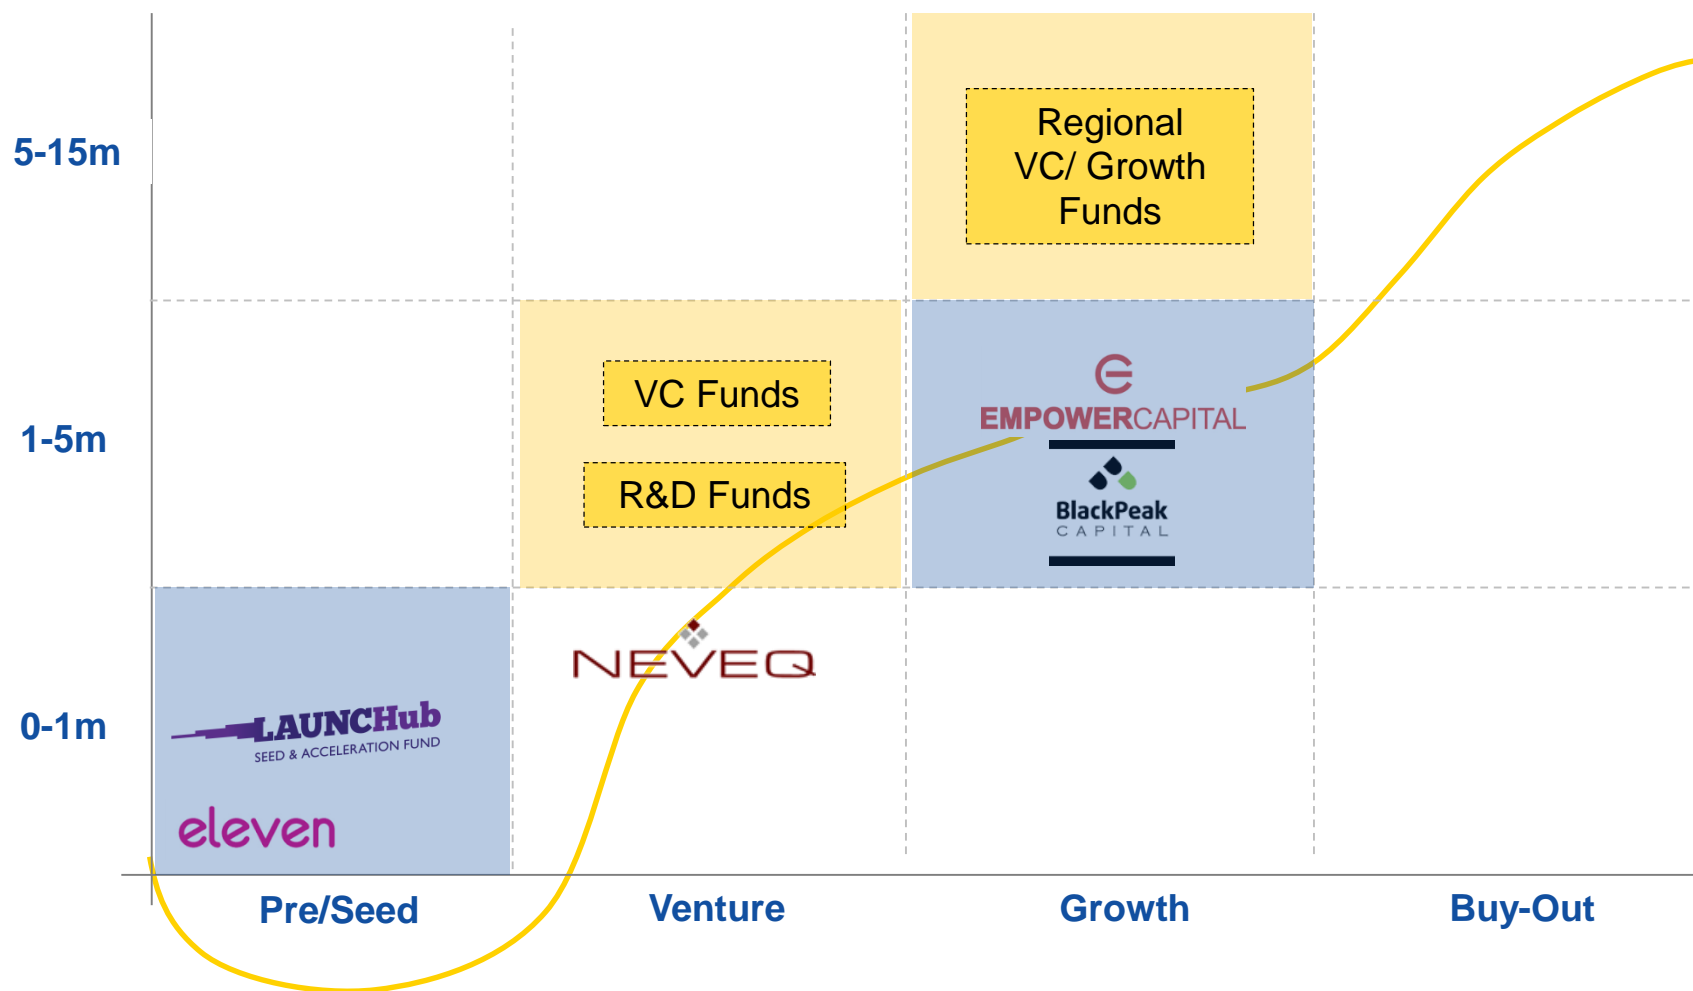 5-15m
Regional
VC/ Growth
Funds
1-5m
VC Funds
R&D Funds
EMPOWERCAPITAL
BlackPeak
CAPITAL
0-1m
NEVEQ
LAUNCHub
SEED & ACCELERATION FUND
eleven
Pre/Seed
Venture
Growth
Buy-Out